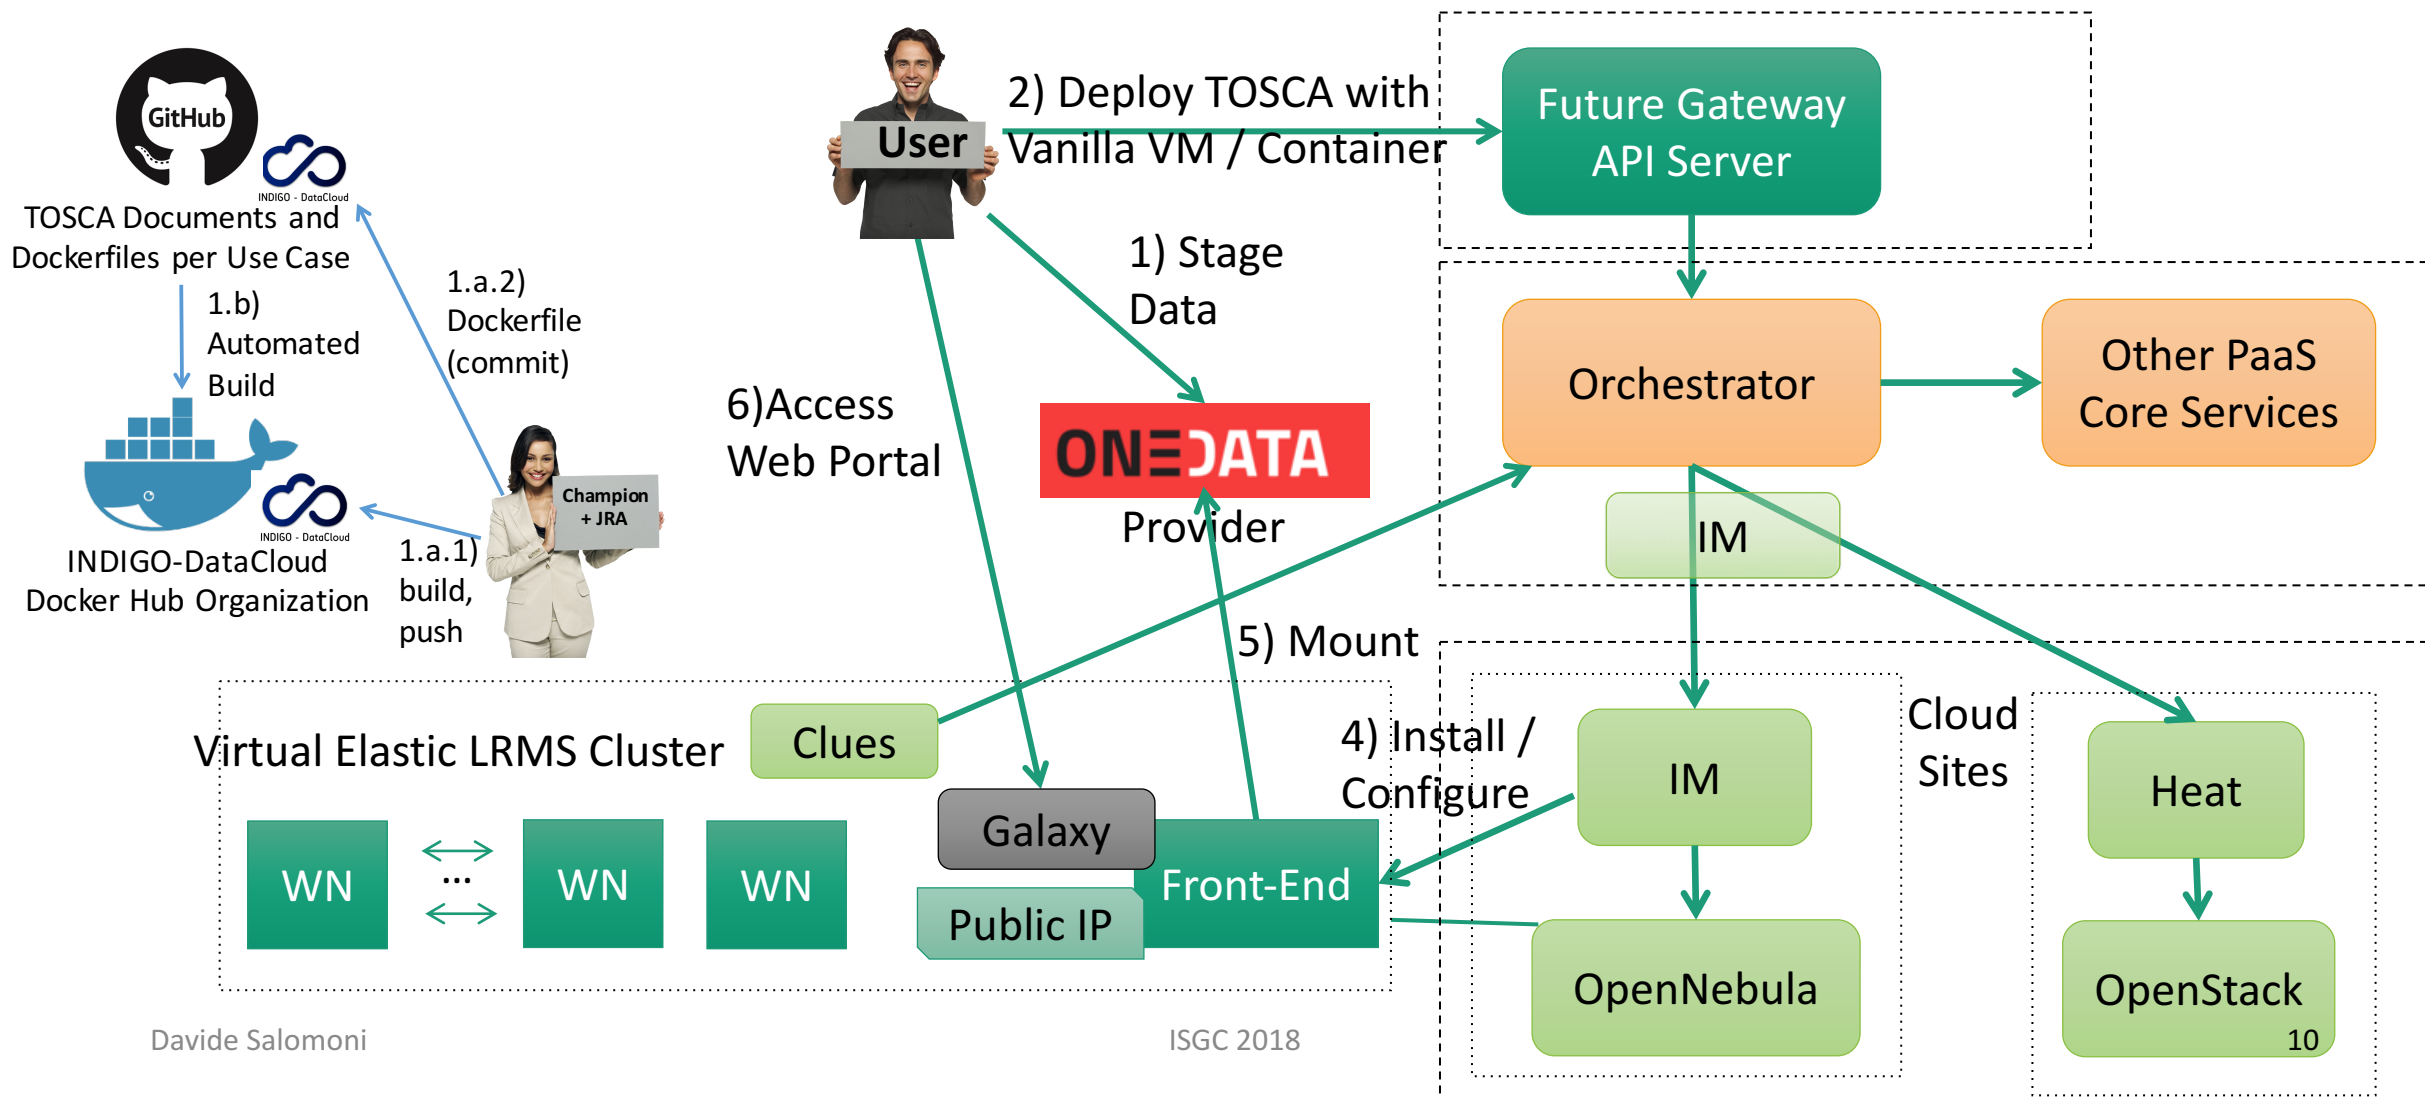 GitHub
INDIGO - DataCloud
TOSCA Documents and
Dockerfiles per Use Case
1.b)
Automated
Build
1.a.2)
Dockerfile
(commit)
INDIGO - DataCloud
INDIGO-DataCloud
Docker Hub Organization
Champion
+ JRA
1.a.1)
build,
push
User
2) Deploy TOSCA with
Vanilla VM / Container
Future Gateway
API Server
1) Stage
Data
6)Access
Web Portal
ONEDATA
Provider
Orchestrator
Other PaaS
Core Services
IM
5) Mount
Virtual Elastic LRMS Cluster
Clues
4) Install /
Configure
IM
Cloud
Sites
Heat
WN
...
WN
WN
Galaxy
Front-End
Public IP
OpenNebula
OpenStack
Davide Salomoni
ISGC 2018
10